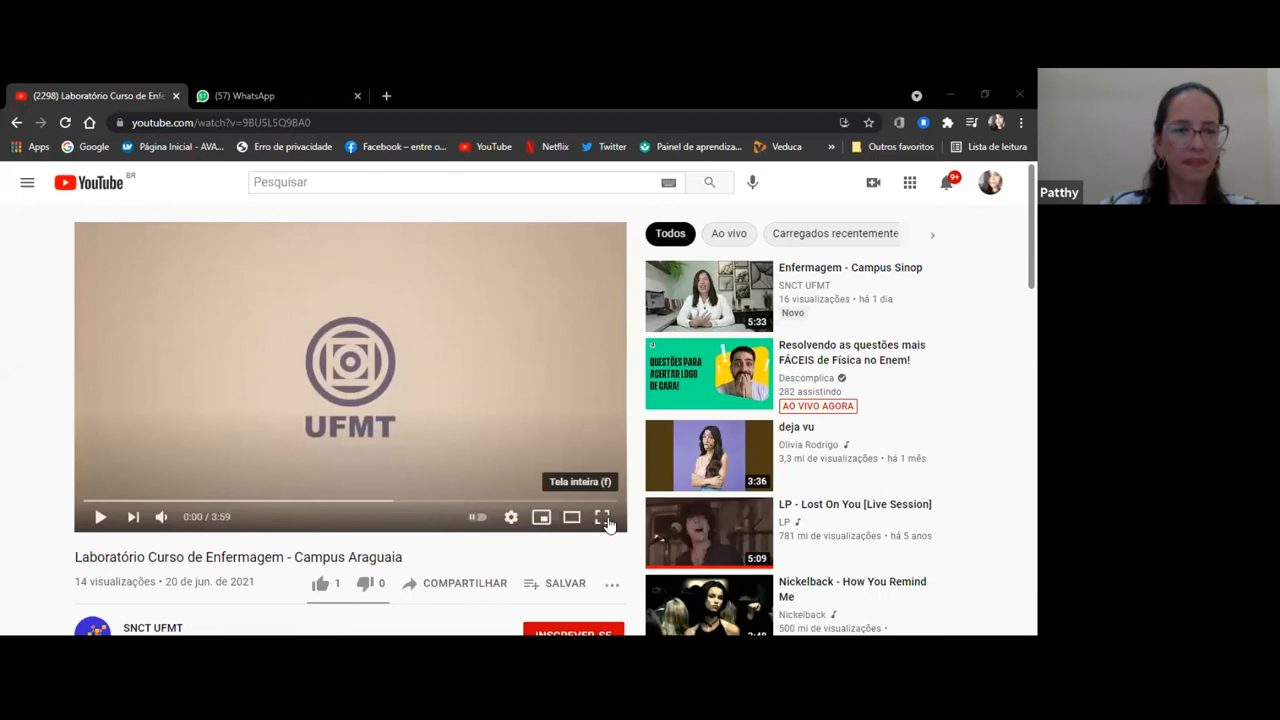 (2298) Laboratório Curso de Enfe
(57) WhatsApp
youtube.com/watch?v=9BU5L5Q9BA0
Apps
Google
Página Inicial - AVA...
Erro de privacidade
Facebook – entre o...
YouTube
Netflix
Twitter
Painel de aprendiza...
Veduca
Outros favoritos
Lista de leitura
YouTube BR
Pesquisar
9+
Patthy
UFMT
Tela inteira (f)
0:00 / 3:59
Laboratório Curso de Enfermagem - Campus Araguaia
14 visualizações • 20 de jun. de 2021
1
0
COMPARTILHAR
SALVAR
SNCT UFMT
INSCREVER-SE
Todos
Ao vivo
Carregados recentemente
5:33
Enfermagem - Campus Sinop
SNCT UFMT
16 visualizações • há 1 dia
Novo
QUESTÕES PARA
ACERTAR LOGO
DE CARA!
Resolvendo as questões mais
FÁCEIS de Física no Enem!
Descomplica
282 assistindo
AO VIVO AGORA
3:36
deja vu
Olivia Rodrigo
3,3 mi de visualizações • há 1 mês
5:09
LP - Lost On You [Live Session]
LP
781 mi de visualizações • há 5 anos
Nickelback - How You Remind
Me
Nickelback
500 mi de visualizações •